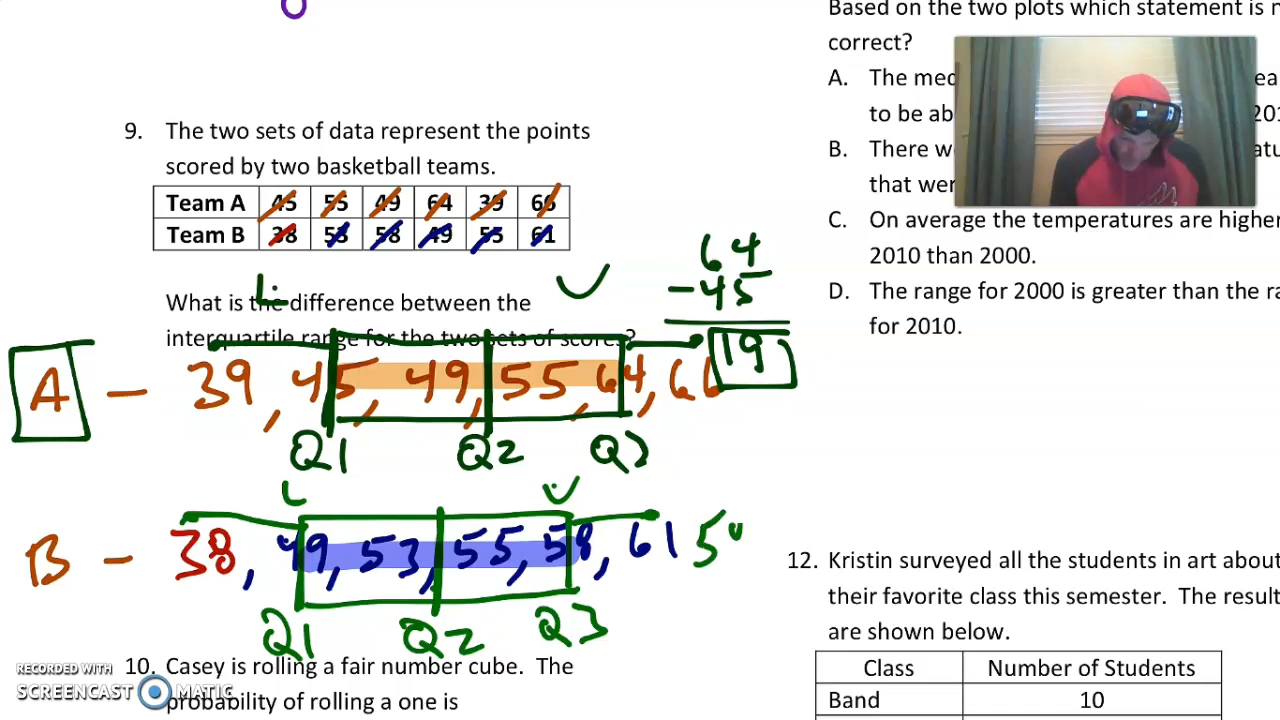 9. The two sets of data represent the points
scored by two basketball teams.
Team A 45 55 49 64 39 66
Team B 38 53 58 49 55 61
L U
What is the difference between the
interquartile range for the two sets of scores?
64
-45
19
A - 39, 45, 49, 55, 64, 66
Q1 Q2 Q3
L U
B - 38, 49, 53, 55, 58, 61 5
Q1 Q2 Q3
10. Casey is rolling a fair number cube. The
probability of rolling a one is
RECORDED WITH
SCREENCAST MATIC
Based on the two plots which statement is
correct?
A. The
to be
B. There
that were
C. On average the temperatures are higher
2010 than 2000.
D. The range for 2000 is greater than the
for 2010.
12. Kristin surveyed all the students in art about
their favorite class this semester. The
are shown below.
Class Number of Students
Band 10